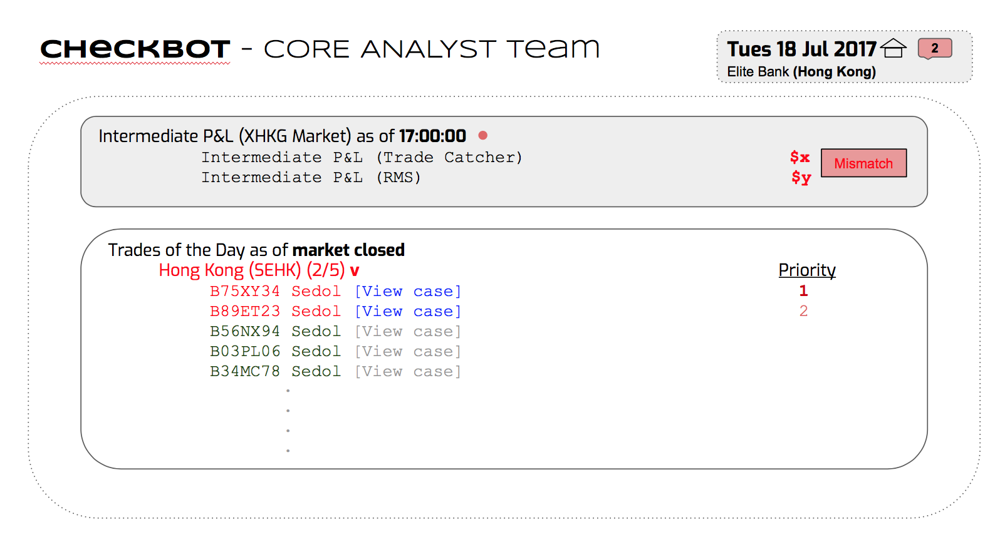 CHeCKBOT - CORE ANALYST Team
Tues 18 Jul 2017
2
Elite Bank (Hong Kong)
Intermediate P&L (XHKG Market) as of 17:00:00
Intermediate P&L (Trade Catcher) $x
Mismatch
Intermediate P&L (RMS) $y
Trades of the Day as of market closed
Hong Kong (SEHK) (2/5) v Priority
B75XY34 Sedol [View case] 1
B89ET23 Sedol [View case] 2
B56NX94 Sedol [View case]
B03PL06 Sedol [View case]
B34MC78 Sedol [View case]
.
.
.
.